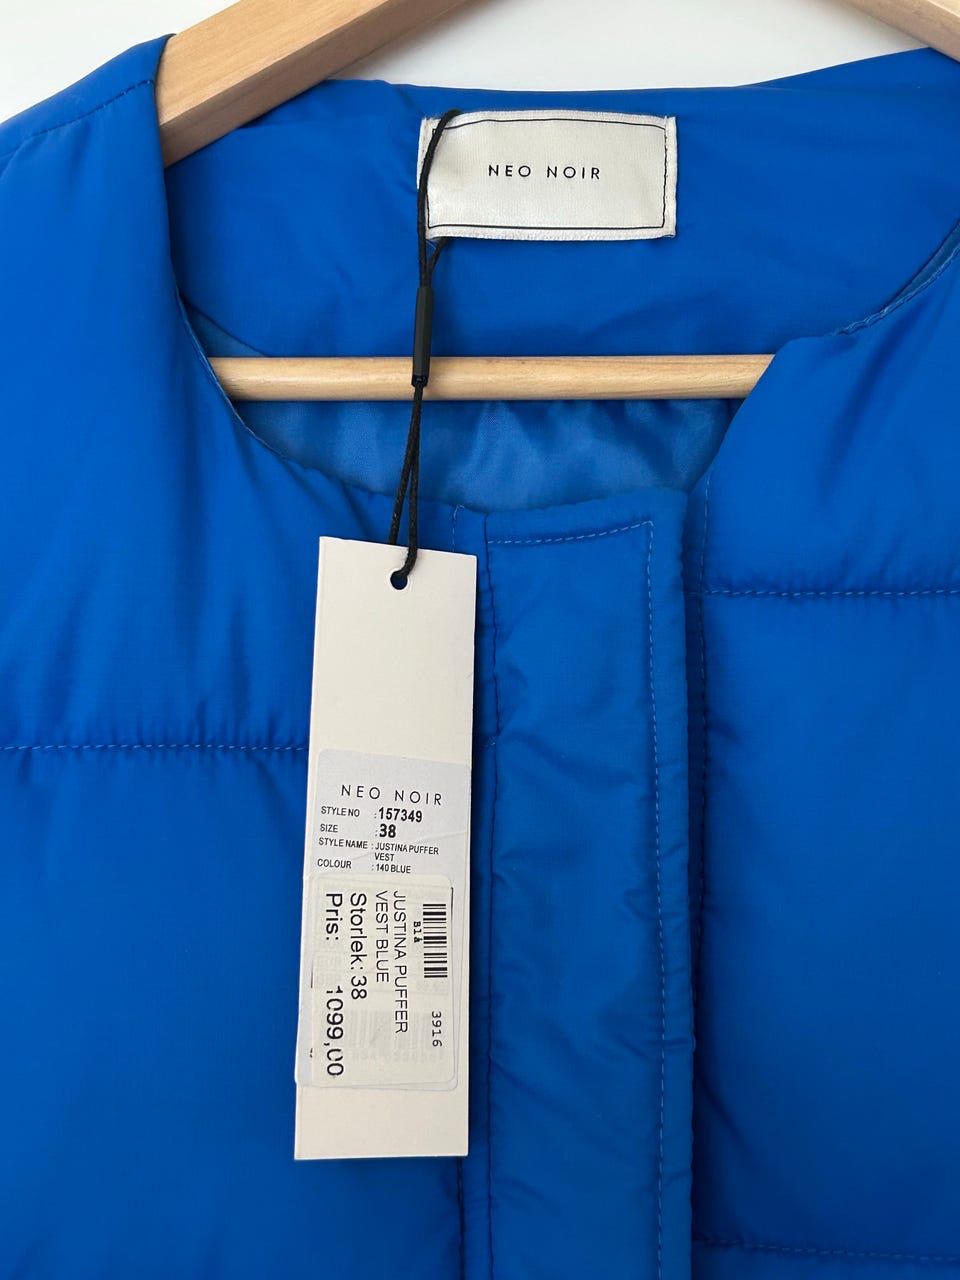 NEO NOIR
NEO NOIR
STYLE NO : 157349
SIZE : 38
STYLE NAME : JUSTINA PUFFER
VEST
COLOUR : 140 BLUE
Blå
3916
JUSTINA PUFFER
VEST BLUE
Storlek: 38
Pris: 1099,00